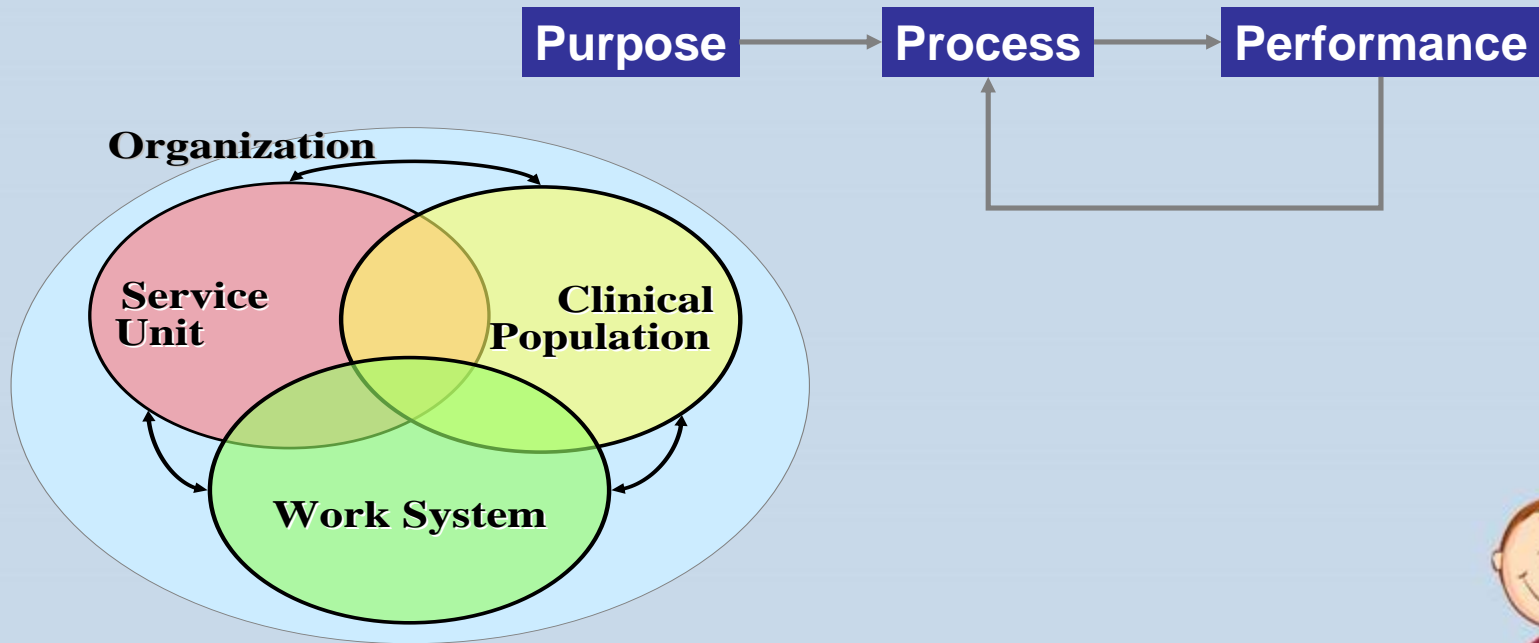 Purpose
Process
Performance
Organization
Service
Unit
Clinical
Population
Work System